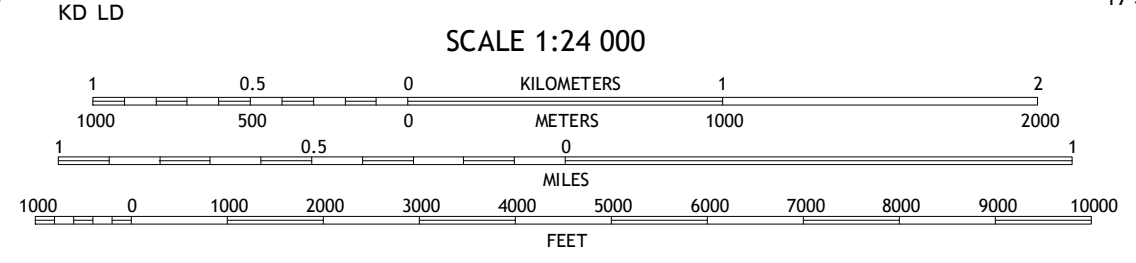 KD LD
SCALE 1:24 000
1 0.5 0 KILOMETERS 1 2
1000 500 0 METERS 1000 2000
1 0.5 0 1
MILES
1000 0 1000 2000 3000 4000 5000 6000 7000 8000 9000 10000
FEET